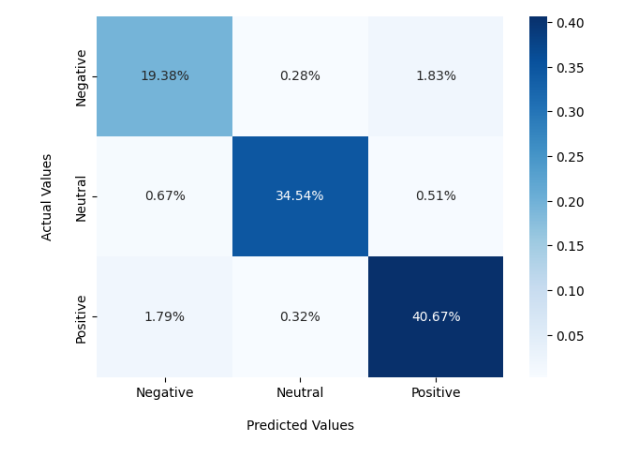 Actual Values
Negative
Neutral
Positive
19.38% 0.28% 1.83%
0.67% 34.54% 0.51%
1.79% 0.32% 40.67%
Negative Neutral Positive
Predicted Values
0.40
0.35
0.30
0.25
0.20
0.15
0.10
0.05